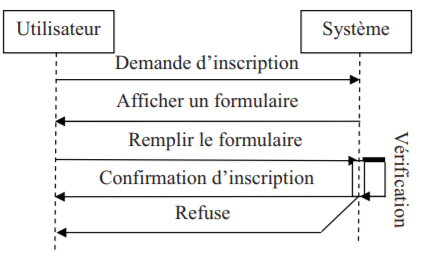 Utilisateur
Système
Demande d'inscription
Afficher un formulaire
Remplir le formulaire
Vérification
Confirmation d'inscription
Refuse